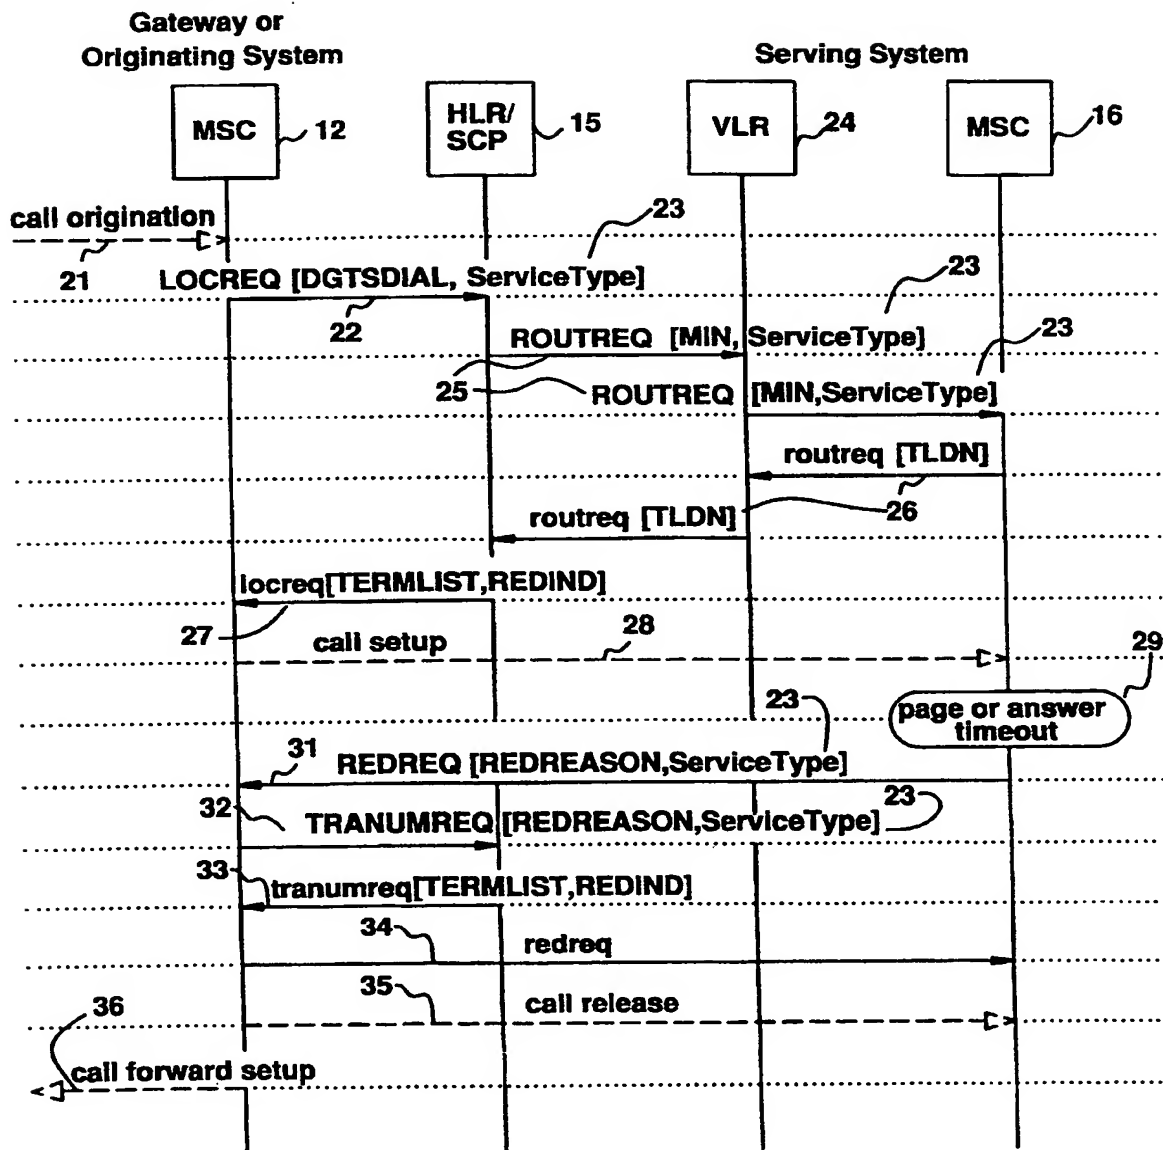 Gateway or
Originating System
Serving System
MSC
12
HLR/
SCP
15
VLR
24
MSC
16
call origination
21
23
LOCREQ [DGTSDIAL, ServiceType]
22
23
ROUTREQ [MIN, ServiceType]
23
25
ROUTREQ [MIN,ServiceType]
routreq [TLDN]
26
routreq [TLDN]
locreq[TERMLIST,REDIND]
27
call setup
28
29
page or answer
timeout
23
31
REDREQ [REDREASON,ServiceType]
23
32
TRANUMREQ [REDREASON,ServiceType]
33
tranumreq[TERMLIST,REDIND]
34
redreq
35
call release
36
call forward setup